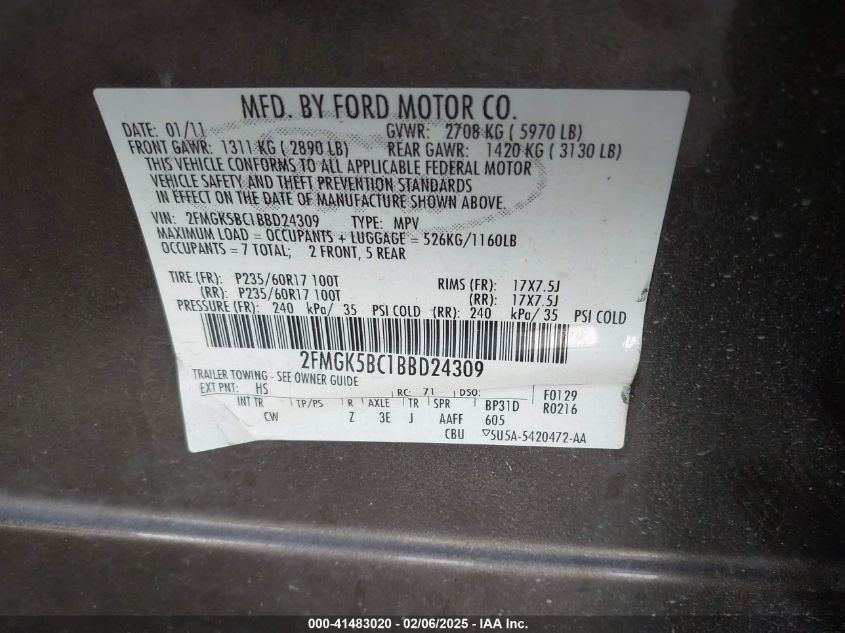 MFD. BY FORD MOTOR CO.
DATE: 01/11 GVWR: 2708 KG ( 5970 LB)
FRONT GAWR: 1311 KG ( 2890 LB) REAR GAWR: 1420 KG ( 3130 LB)
THIS VEHICLE CONFORMS TO ALL APPLICABLE FEDERAL MOTOR
VEHICLE SAFETY AND THEFT PREVENTION STANDARDS
IN EFFECT ON THE DATE OF MANUFACTURE SHOWN ABOVE.
VIN: 2FMGK5BC1BBD24309 TYPE: MPV
MAXIMUM LOAD = OCCUPANTS + LUGGAGE = 526KG/1160LB
OCCUPANTS = 7 TOTAL; 2 FRONT, 5 REAR
TIRE (FR): P235/60R17 100T RIMS (FR): 17X7.5J
(RR): P235/60R17 100T (RR): 17X7.5J
PRESSURE (FR): 240 kPa/ 35 PSI COLD (RR): 240 kPa/ 35 PSI COLD
2FMGK5BC1BBD24309
TRAILER TOWING - SEE OWNER GUIDE
EXT PNT: HS RC: 71 DSO: F0129
INT TR TP/PS R AXLE TR SPR BP31D R0216
CW Z 3E J AAFF 605
CBU ▽5U5A-5420472-AA
000-41483020 - 02/06/2025 - IAA Inc.